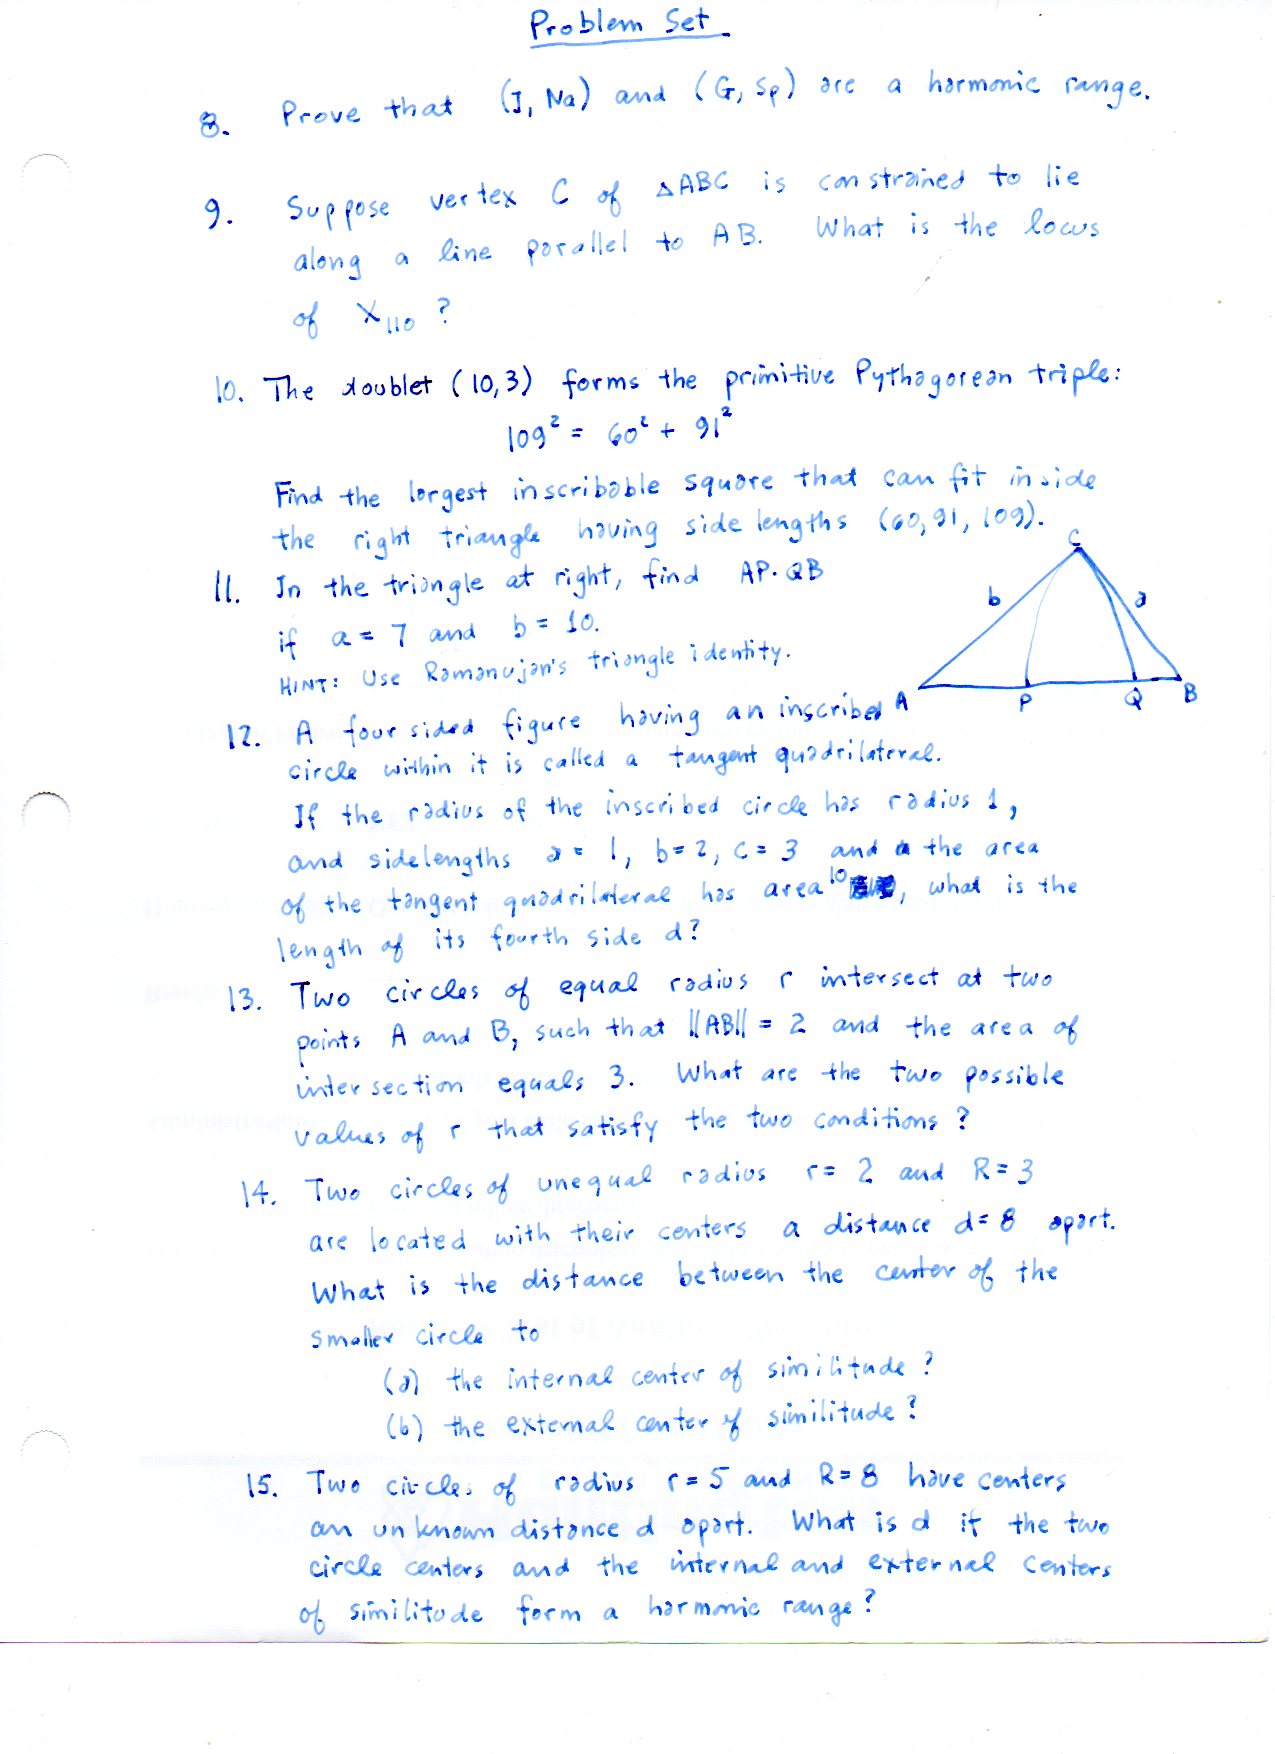 Problem Set
8. Prove that (I, Na) and (G, Sp) are a harmonic range.
9. Suppose vertex C of △ABC is constrained to lie
along a line parallel to AB. What is the locus
of X₁₁₀ ?
10. The doublet (10,3) forms the primitive Pythagorean triple:
109² = 60² + 91²
Find the largest inscribable square that can fit inside
the right triangle having side lengths (60, 91, 109).
11. In the triangle at right, find AP·QB
if a = 7 and b = 10.
HINT: Use Ramanujan's triangle identity.
C
b
a
A
P
Q
B
12. A four sided figure having an inscribed
circle within it is called a tangent quadrilateral.
If the radius of the inscribed circle has radius 1,
and sidelengths a = 1, b = 2, c = 3 and the area
of the tangent quadrilateral has area 10, what is the
length of its fourth side d?
13. Two circles of equal radius r intersect at two
points A and B, such that ||AB|| = 2 and the area of
intersection equals 3. What are the two possible
values of r that satisfy the two conditions ?
14. Two circles of unequal radius r = 2 and R = 3
are located with their centers a distance d = 8 apart.
What is the distance between the center of the
smaller circle to
(a) the internal center of similitude ?
(b) the external center of similitude ?
15. Two circles of radius r = 5 and R = 8 have centers
an unknown distance d apart. What is d if the two
circle centers and the internal and external centers
of similitude form a harmonic range ?